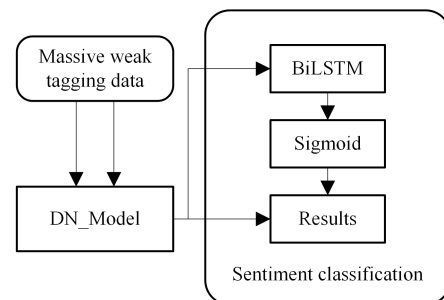 Massive weak
tagging data
DN_Model
BiLSTM
Sigmoid
Results
Sentiment classification